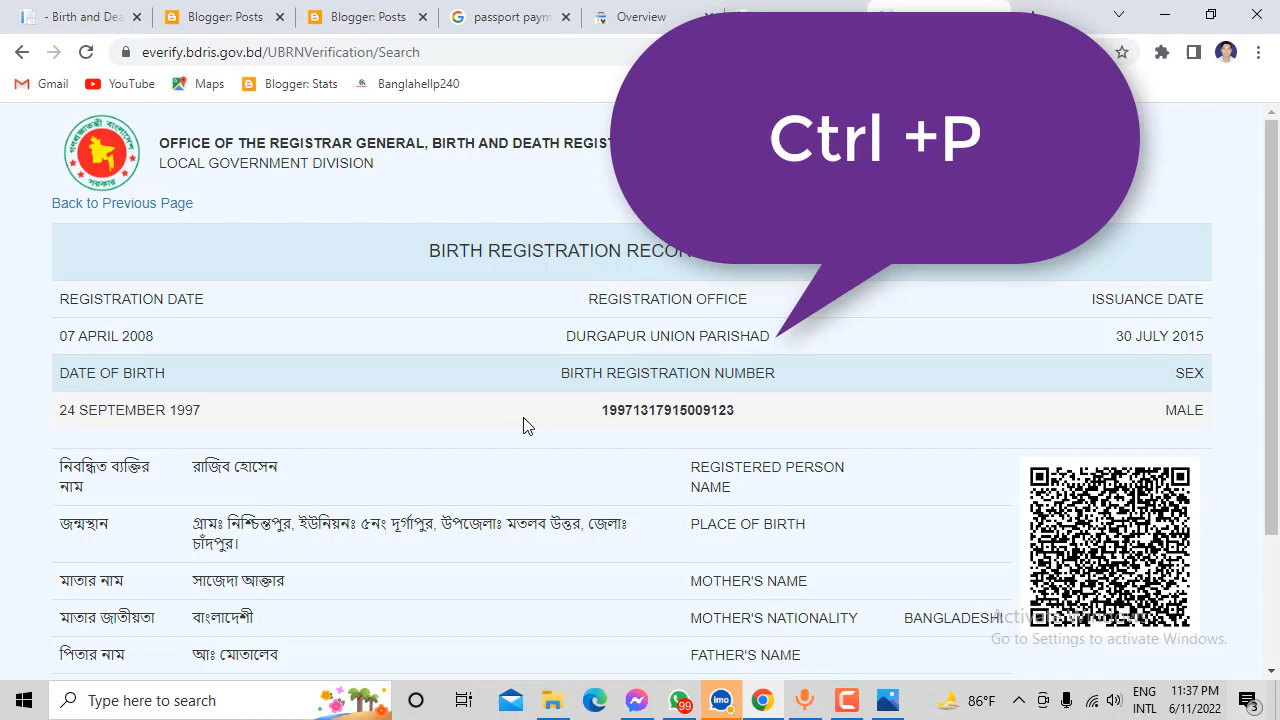 - Birth and Dea
Blogger: Posts
Blogger: Posts
passport paym
Overview
everify.bdris.gov.bd/UBRNVerification/Search
Gmail
YouTube
Maps
Blogger: Stats
Banglahellp240
Ctrl +P
OFFICE OF THE REGISTRAR GENERAL, BIRTH AND DEATH REGIST
LOCAL GOVERNMENT DIVISION
Back to Previous Page
BIRTH REGISTRATION RECOR
REGISTRATION DATE REGISTRATION OFFICE ISSUANCE DATE
07 APRIL 2008 DURGAPUR UNION PARISHAD 30 JULY 2015
DATE OF BIRTH BIRTH REGISTRATION NUMBER SEX
24 SEPTEMBER 1997 19971317915009123 MALE
নিবন্ধিত ব্যক্তির রাজিব হোসেন REGISTERED PERSON
নাম NAME
জন্মস্থান গ্রামঃ নিশ্চিন্তপুর, ইউনিয়নঃ ৫নং দূর্গাপুর, উপজেলাঃ মতলব উত্তর, জেলাঃ PLACE OF BIRTH
চাঁদপুর।
মাতার নাম সাজেদা আক্তার MOTHER'S NAME
মাতার জাতীয়তা বাংলাদেশী MOTHER'S NATIONALITY BANGLADESHI
পিতার নাম আঃ মোতালেব FATHER'S NAME
Go to Settings to activate Windows.
Type here to search
99
imo
86°F
ENG
INTL
11:37 PM
6/11/2022
3